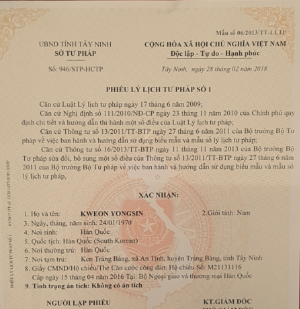 Mẫu số 06/2013/TT-LLTP
UBND TỈNH TÂY NINH
SỞ TƯ PHÁP
CỘNG HÒA XÃ HỘI CHỦ NGHĨA VIỆT NAM
Độc lập - Tự do - Hạnh phúc
Số: 946/STP-HCTP
Tây Ninh, ngày 28 tháng 02 năm 2018
PHIẾU LÝ LỊCH TƯ PHÁP SỐ 1
Căn cứ Luật Lý lịch tư pháp ngày 17 tháng 6 năm 2009;
Căn cứ Nghị định số 111/2010/NĐ-CP ngày 23 tháng 11 năm 2010 của Chính phủ quy
định chi tiết và hướng dẫn thi hành một số điều của Luật Lý lịch tư pháp;
Căn cứ Thông tư số 13/2011/TT-BTP ngày 27 tháng 6 năm 2011 của Bộ trưởng Bộ Tư
pháp về việc ban hành và hướng dẫn sử dụng biểu mẫu và mẫu sổ lý lịch tư pháp;
Căn cứ Thông tư số 16/2013/TT-BTP ngày 11 tháng 11 năm 2013 của Bộ trưởng Bộ Tư
pháp sửa đổi, bổ sung một số điều của Thông tư số 13/2011/TT-BTP ngày 27 tháng 6 năm
2011 của Bộ trưởng Bộ Tư pháp về việc ban hành và hướng dẫn sử dụng biểu mẫu và mẫu sổ
lý lịch tư pháp,
XÁC NHẬN:
1. Họ và tên: KWEON YONGSIN 2.Giới tính: Nam
3. Ngày, tháng, năm sinh: 24/01/1970
4. Nơi sinh: Hàn Quốc
5. Quốc tịch: Hàn Quốc (South Korean)
6. Nơi thường trú: Hàn Quốc
7. Nơi tạm trú: Khu Trảng Bàng, xã An Tịnh, huyện Trảng Bàng, tỉnh Tây Ninh
8. Giấy CMND/Hộ chiếu/Thẻ căn cước công dân: Hộ chiếu Số: M21133116
Cấp ngày 15 tháng 04 năm 2016 Tại: Bộ Ngoại giao và thương mại Hàn Quốc
9. Tình trạng án tích: Không có án tích
NGƯỜI LẬP PHIẾU
KT.GIÁM ĐỐC